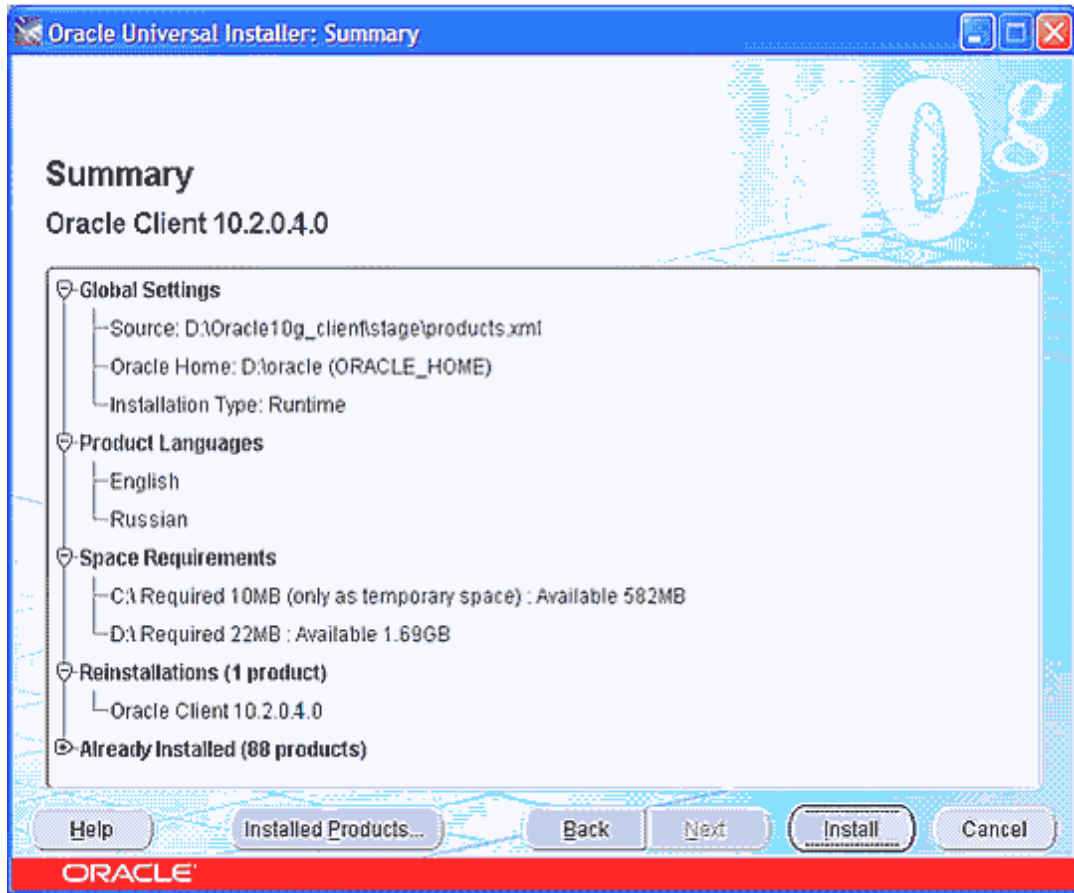 Oracle Universal Installer: Summary
10g
Summary
Oracle Client 10.2.0.4.0
Global Settings
Source: D:\Oracle10g_client\stage\products.xml
Oracle Home: D:\oracle (ORACLE_HOME)
Installation Type: Runtime
Product Languages
English
Russian
Space Requirements
C:\ Required 10MB (only as temporary space) : Available 582MB
D:\ Required 22MB : Available 1.69GB
Reinstallations (1 product)
Oracle Client 10.2.0.4.0
Already Installed (88 products)
Help Installed Products... Back Next Install Cancel
ORACLE